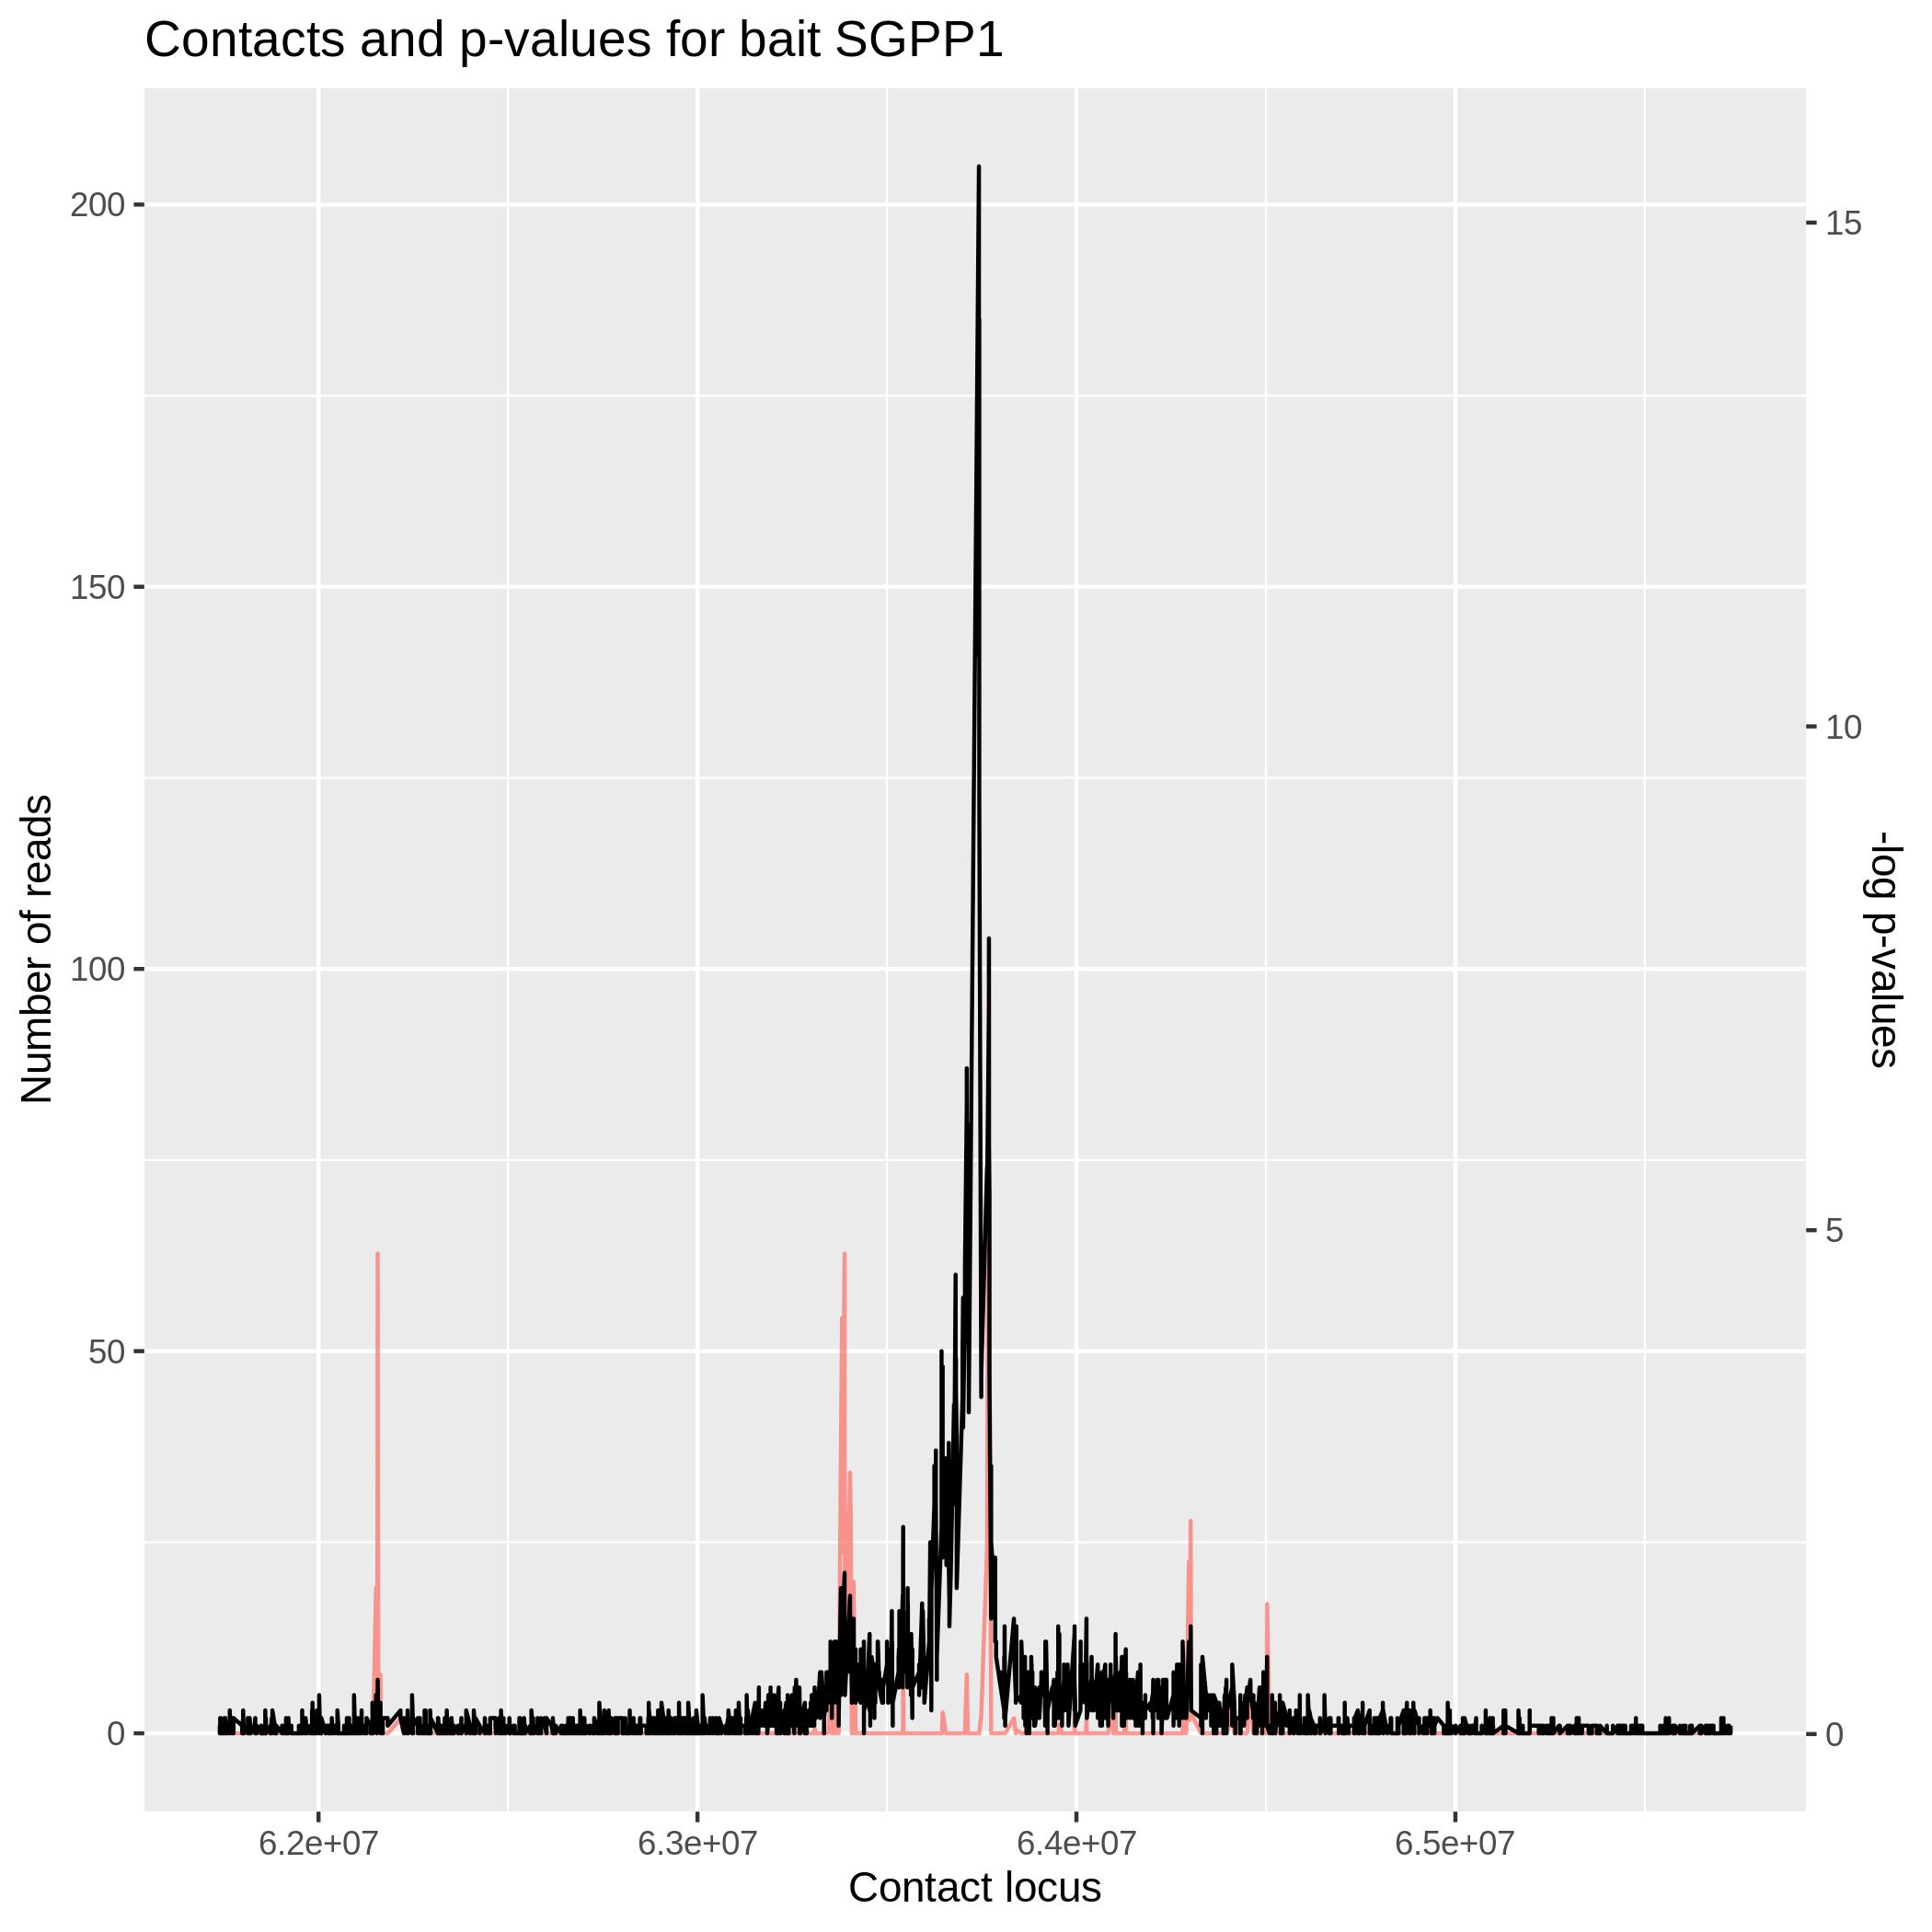 Contacts and p-values for bait SGPP1
200
150
100
50
0
15
10
5
0
Number of reads
-log p-values
6.2e+07
6.3e+07
6.4e+07
6.5e+07
Contact locus